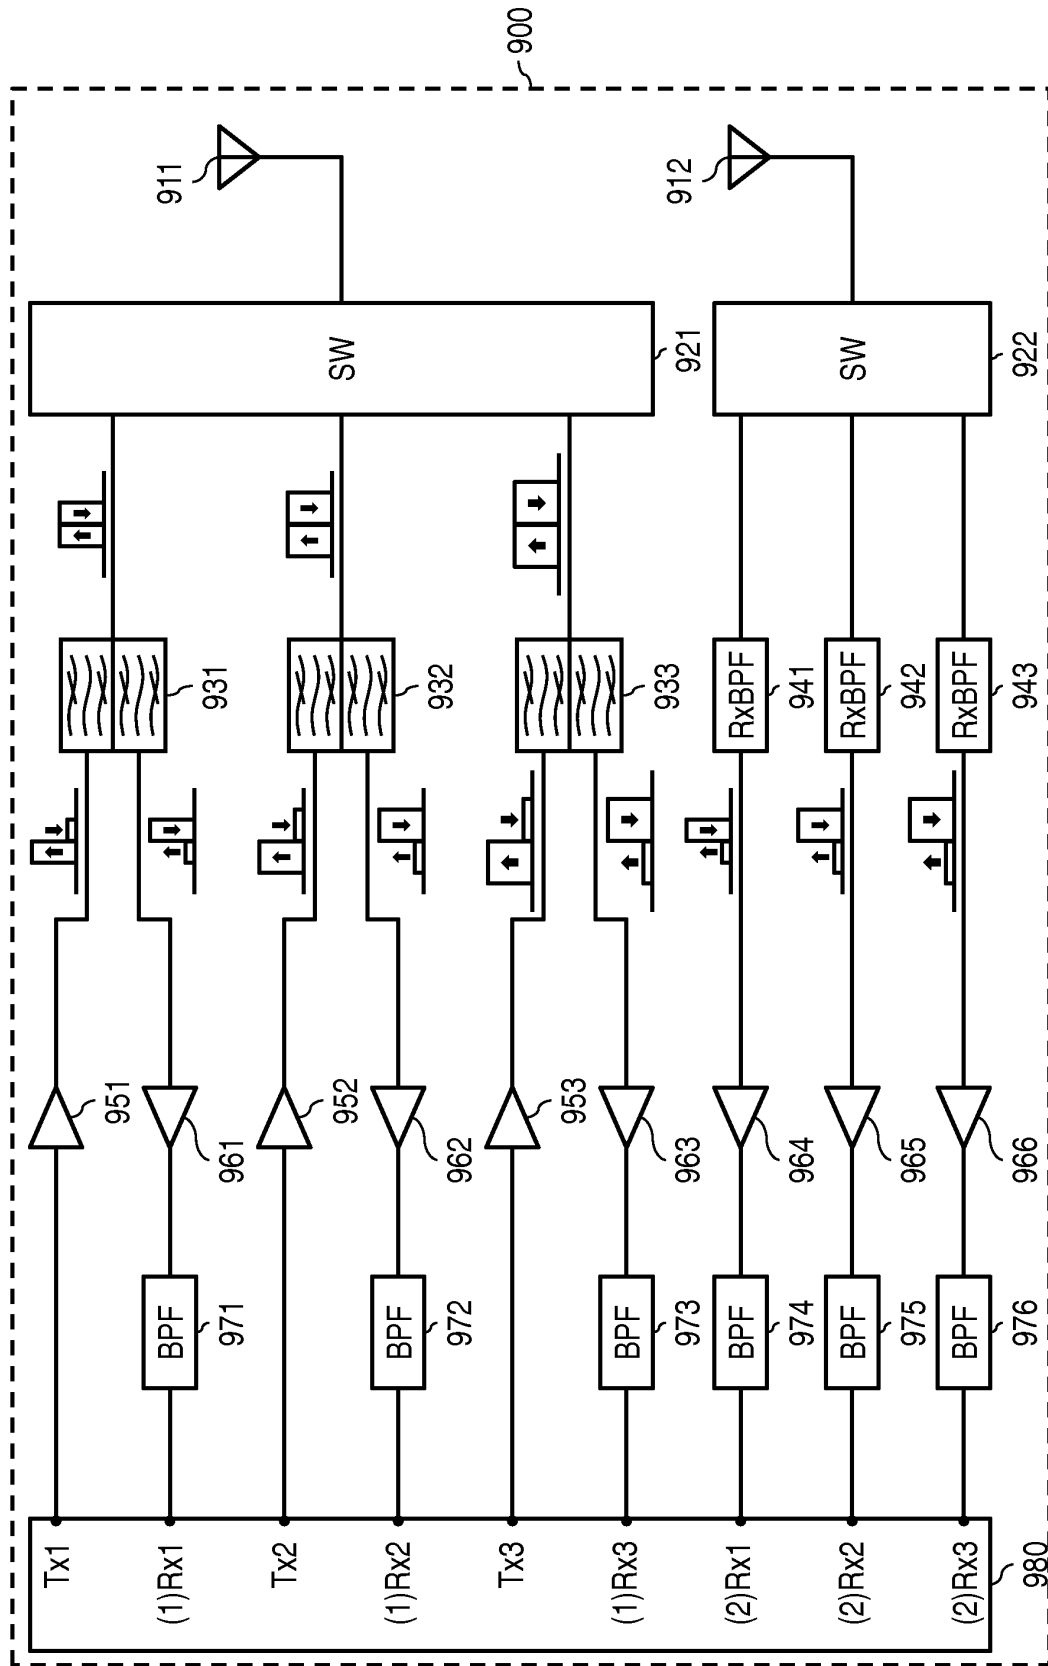 900
911
912
SW
921
SW
922
931
932
933
RxBPF
941
RxBPF
942
RxBPF
943
951
961
952
962
953
963
964
965
966
BPF
971
BPF
972
BPF
973
BPF
974
BPF
975
BPF
976
Tx1
(1)Rx1
Tx2
(1)Rx2
Tx3
(1)Rx3
(2)Rx1
(2)Rx2
(2)Rx3
980